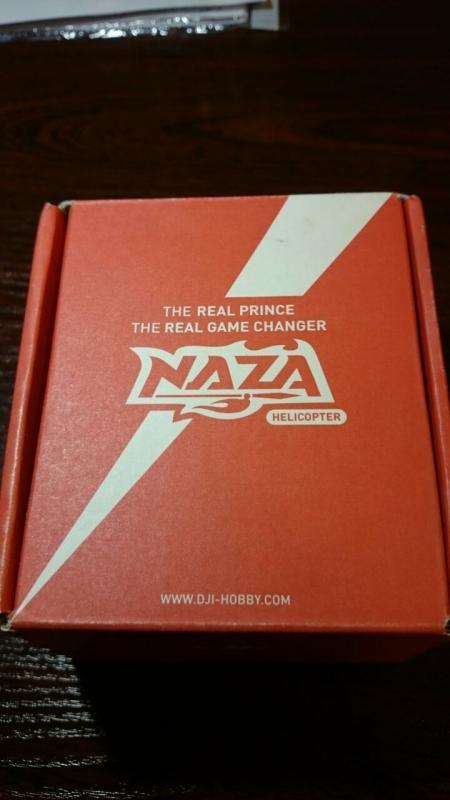 THE REAL PRINCE
THE REAL GAME CHANGER
NAZA
HELICOPTER
WWW.DJI-HOBBY.COM